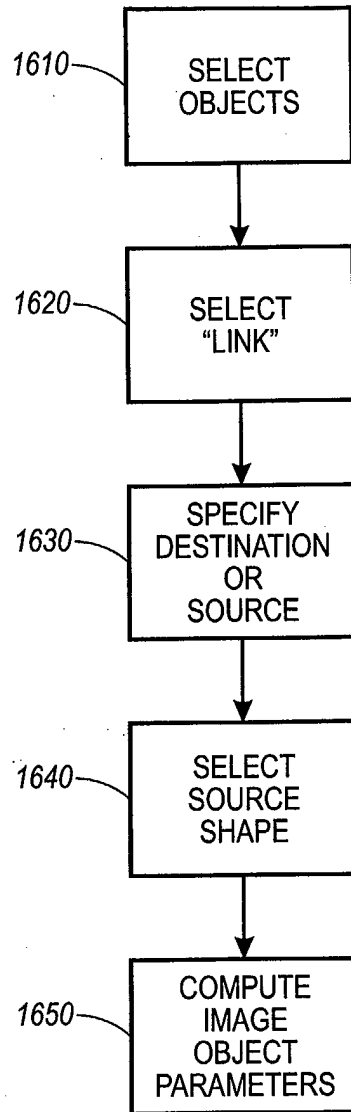 1610
SELECT
OBJECTS
1620
SELECT
“LINK”
1630
SPECIFY
DESTINATION
OR
SOURCE
1640
SELECT
SOURCE
SHAPE
1650
COMPUTE
IMAGE
OBJECT
PARAMETERS